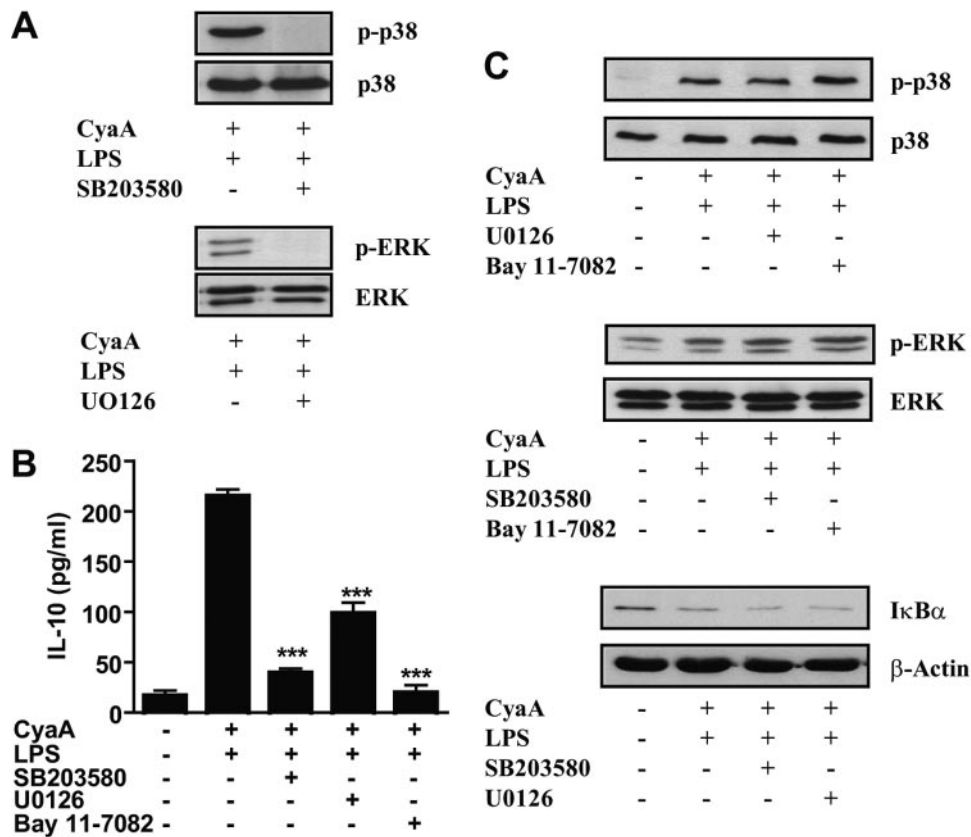 A
p-p38
p38
CyaA + +
LPS + +
SB203580 - +
p-ERK
ERK
CyaA + +
LPS + +
UO126 - +
B
IL-10 (pg/ml)
250
200
150
100
50
0
*** *** ***
CyaA - + + + +
LPS - + + + +
SB203580 - - + - -
U0126 - - - + -
Bay 11-7082 - - - - +
C
p-p38
p38
CyaA - + + +
LPS - + + +
U0126 - - + -
Bay 11-7082 - - - +
p-ERK
ERK
CyaA - + + +
LPS - + + +
SB203580 - - + -
Bay 11-7082 - - - +
IκBα
β-Actin
CyaA - + + +
LPS - + + +
SB203580 - - + -
U0126 - - - +